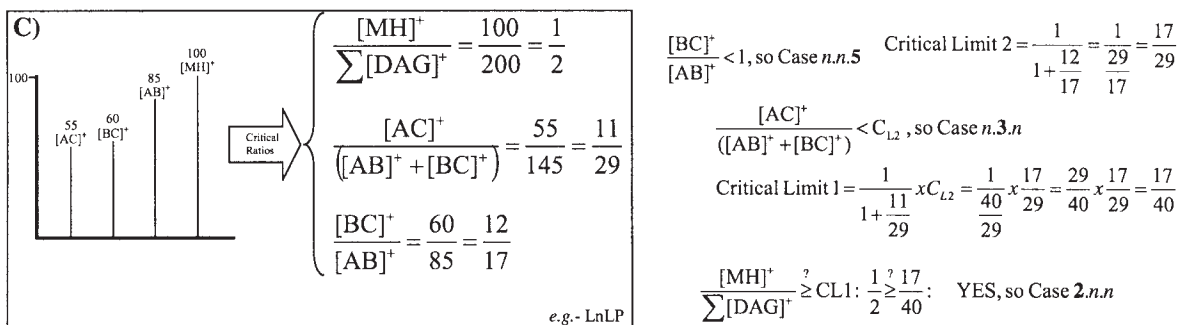 C)
100
[MH]⁺
85
[AB]⁺
60
[BC]⁺
55
[AC]⁺
100
Critical
Ratios
[MH]⁺ / ∑[DAG]⁺ = 100/200 = 1/2
[AC]⁺ / ([AB]⁺ + [BC]⁺) = 55/145 = 11/29
[BC]⁺ / [AB]⁺ = 60/85 = 12/17
e.g.- LnLP
[BC]⁺ / [AB]⁺ < 1, so Case n.n.5 Critical Limit 2 = 1 / (1 + 12/17) = 1 / (29/17) = 17/29
[AC]⁺ / ([AB]⁺ + [BC]⁺) < C_L2 , so Case n.3.n
Critical Limit 1 = 1 / (1 + 11/29) x C_L2 = 1 / (40/29) x 17/29 = 29/40 x 17/29 = 17/40
[MH]⁺ / ∑[DAG]⁺ ≥? CL1: 1/2 ≥? 17/40: YES, so Case 2.n.n